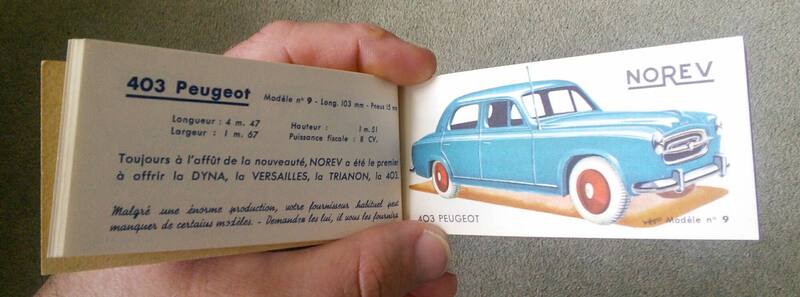 403 Peugeot Modèle n° 9 - Long. 103 mm - Pneus 15 mm
Longueur : 4 m. 47 Hauteur : 1 m. 51
Largeur : 1 m. 67 Puissance fiscale : 8 CV.
Toujours à l'affût de la nouveauté, NOREV a été le premier
à offrir la DYNA, la VERSAILLES, la TRIANON, la 403.
Malgré une énorme production, votre fournisseur habituel peut
manquer de certains modèles. - Demandez les lui, il vous les fournira
NOREV
403 PEUGEOT
Modèle n° 9